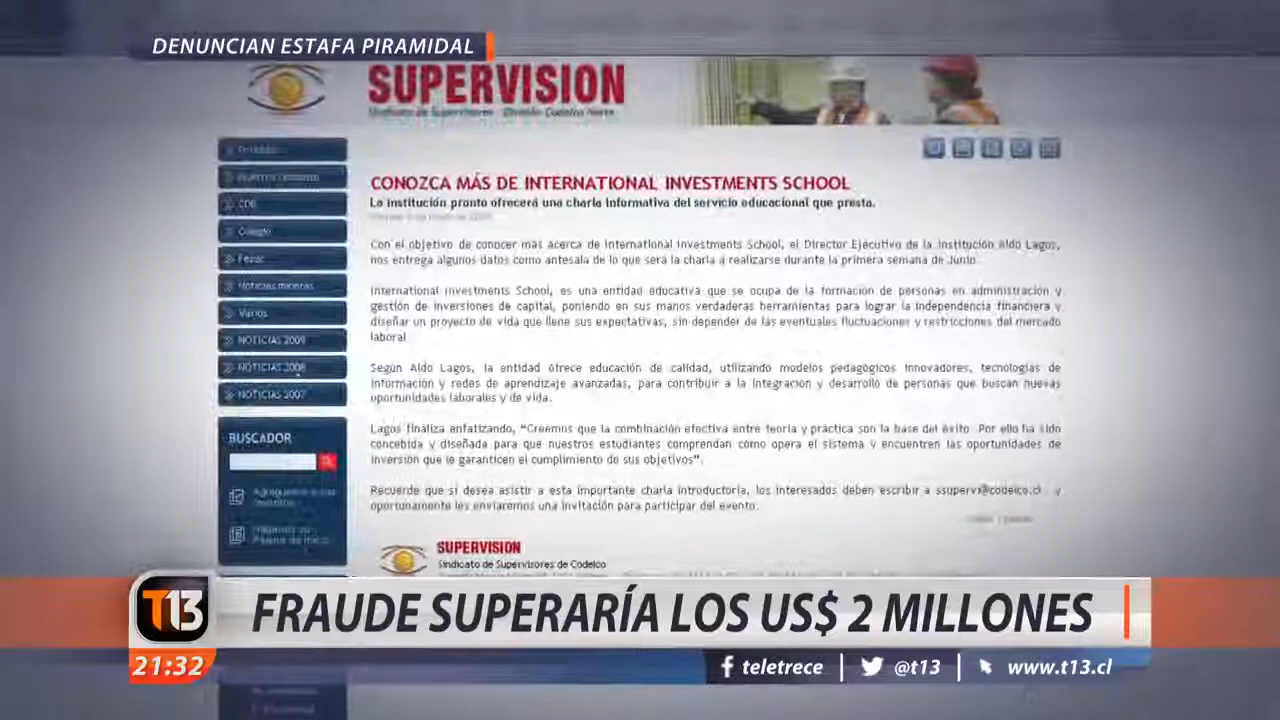 DENUNCIAN ESTAFA PIRAMIDAL
SUPERVISION
Sindicato de Supervisores - División Codelco Norte
CONOZCA MÁS DE INTERNATIONAL INVESTMENTS SCHOOL
La institución pronto ofrecerá una charla informativa del servicio educacional que presta.
CDS
Colegio
Fesuc
Noticias mineras
Varios
NOTICIAS 2009
NOTICIAS 2008
NOTICIAS 2007
BUSCADOR
Con el objetivo de conocer más acerca de International Investments School, el Director Ejecutivo de la institución Aldo Lagos,
nos entrega algunos datos como antesala de lo que será la charla a realizarse durante la primera semana de Junio.
International Investments School, es una entidad educativa que se ocupa de la formación de personas en administración y
gestión de inversiones de capital, poniendo en sus manos verdaderas herramientas para lograr la independencia financiera y
diseñar un proyecto de vida que llene sus expectativas, sin depender de las eventuales fluctuaciones y restricciones del mercado
laboral
Según Aldo Lagos, la entidad ofrece educación de calidad, utilizando modelos pedagógicos innovadores, tecnologías de
información y redes de aprendizaje avanzadas, para contribuir a la integración y desarrollo de personas que buscan nuevas
oportunidades laborales y de vida.
Lagos finaliza enfatizando, “Creemos que la combinación efectiva entre teoría y práctica son la base del éxito. Por ello ha sido
concebida y diseñada para que nuestros estudiantes comprendan cómo opera el sistema y encuentren las oportunidades de
inversión que le garanticen el cumplimiento de sus objetivos”.
Recuerde que si desea asistir a esta importante charla introductoria, los interesados deben escribir a ssupervi@codelco.cl y
oportunamente les enviaremos una invitación para participar del evento.
SUPERVISION
Sindicato de Supervisores de Codelco
T13
FRAUDE SUPERARÍA LOS US$ 2 MILLONES
21:32
teletrece
@t13
www.t13.cl